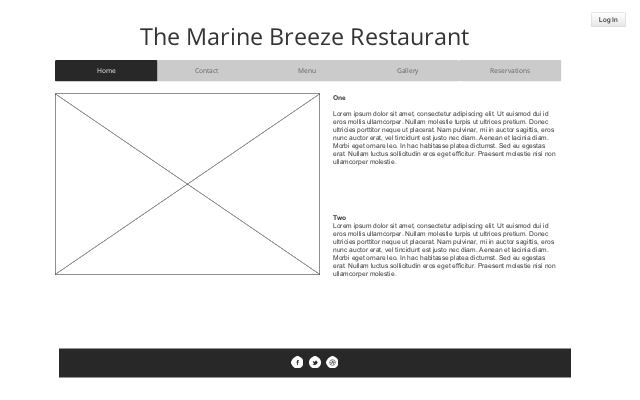 Log In
The Marine Breeze Restaurant
Home
Contact
Menu
Gallery
Reservations
One
Lorem ipsum dolor sit amet, consectetur adipiscing elit. Ut euismod dui id
eros mollis ullamcorper. Nullam molestie turpis ut ultricies pretium. Donec
ultricies porttitor neque ut placerat. Nam pulvinar, mi in auctor sagittis, eros
nunc auctor erat, vel tincidunt est justo nec diam. Aenean et lacinia diam.
Morbi eget ornare leo. In hac habitasse platea dictumst. Sed eu egestas
erat. Nullam luctus sollicitudin eros eget efficitur. Praesent molestie nisi non
ullamcorper molestie.
Two
Lorem ipsum dolor sit amet, consectetur adipiscing elit. Ut euismod dui id
eros mollis ullamcorper. Nullam molestie turpis ut ultricies pretium. Donec
ultricies porttitor neque ut placerat. Nam pulvinar, mi in auctor sagittis, eros
nunc auctor erat, vel tincidunt est justo nec diam. Aenean et lacinia diam.
Morbi eget ornare leo. In hac habitasse platea dictumst. Sed eu egestas
erat. Nullam luctus sollicitudin eros eget efficitur. Praesent molestie nisi non
ullamcorper molestie.